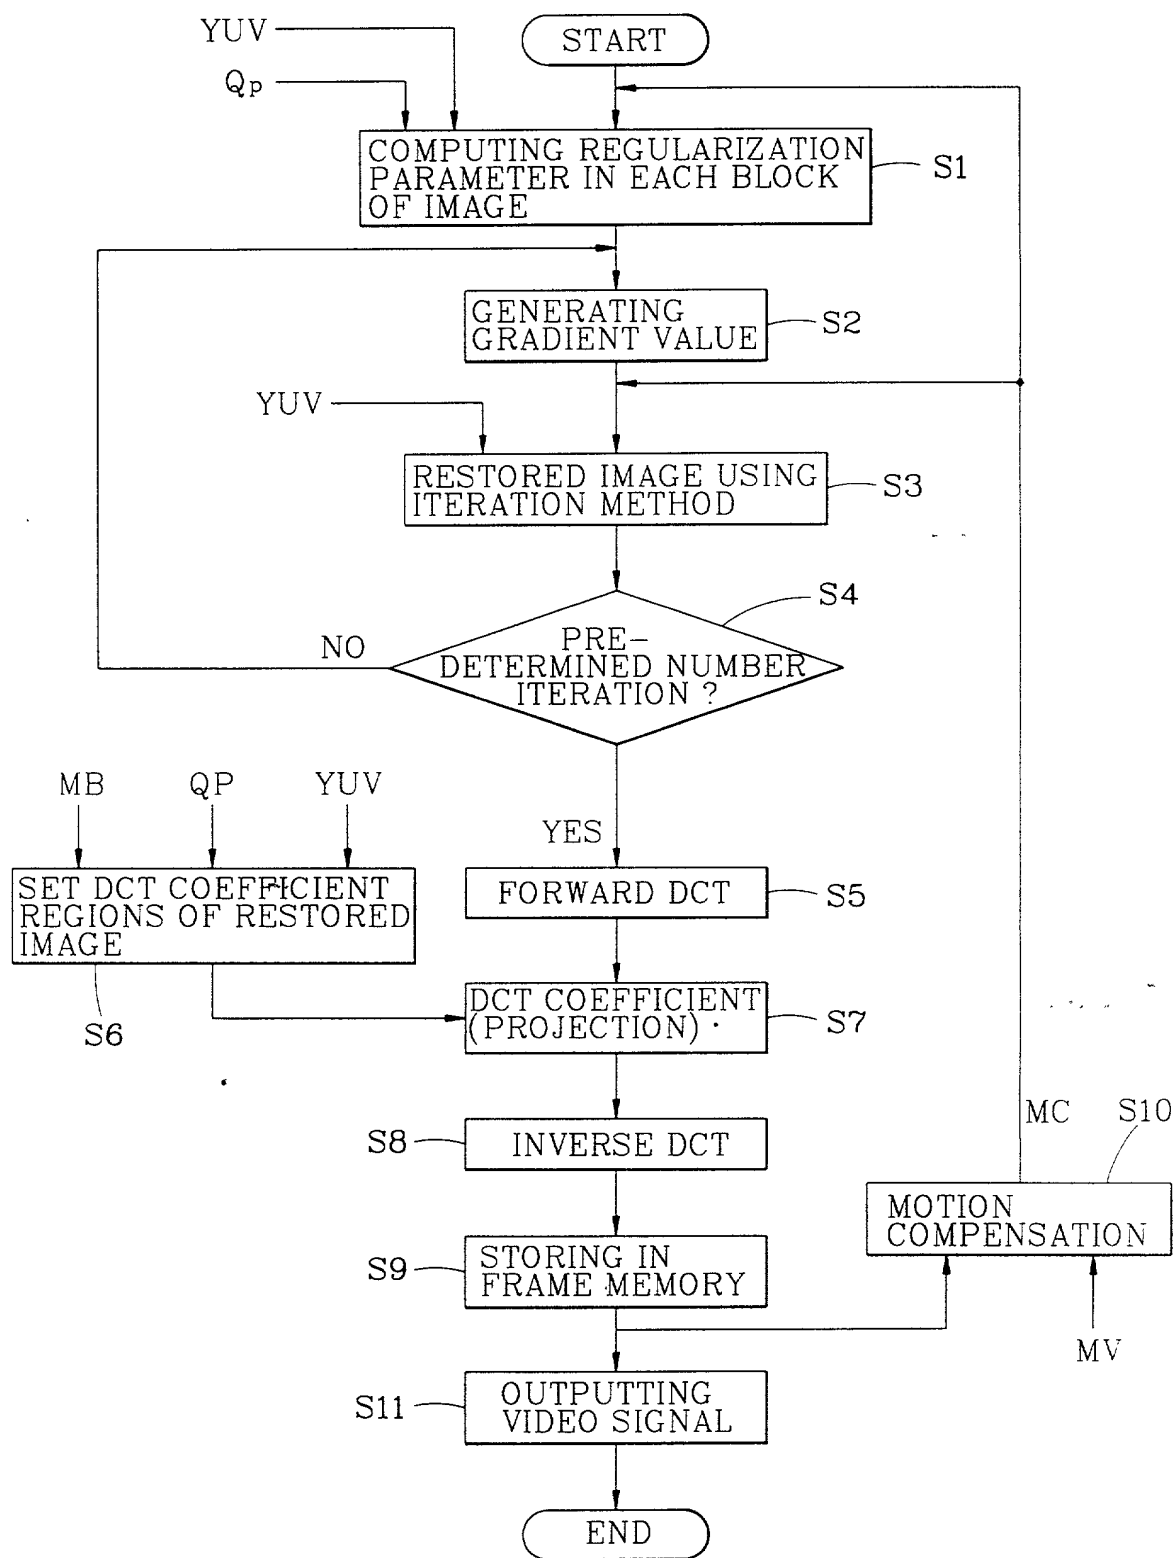 YUV
START
Qp
COMPUTING REGULARIZATION
PARAMETER IN EACH BLOCK
OF IMAGE
S1
GENERATING
GRADIENT VALUE
S2
YUV
RESTORED IMAGE USING
ITERATION METHOD
S3
S4
NO
PRE-
DETERMINED NUMBER
ITERATION ?
MB
QP
YUV
YES
SET DCT COEFFICIENT
REGIONS OF RESTORED
IMAGE
FORWARD DCT
S5
S6
DCT COEFFICIENT
(PROJECTION)
S7
MC
S10
S8
INVERSE DCT
MOTION
COMPENSATION
S9
STORING IN
FRAME MEMORY
MV
S11
OUTPUTTING
VIDEO SIGNAL
END